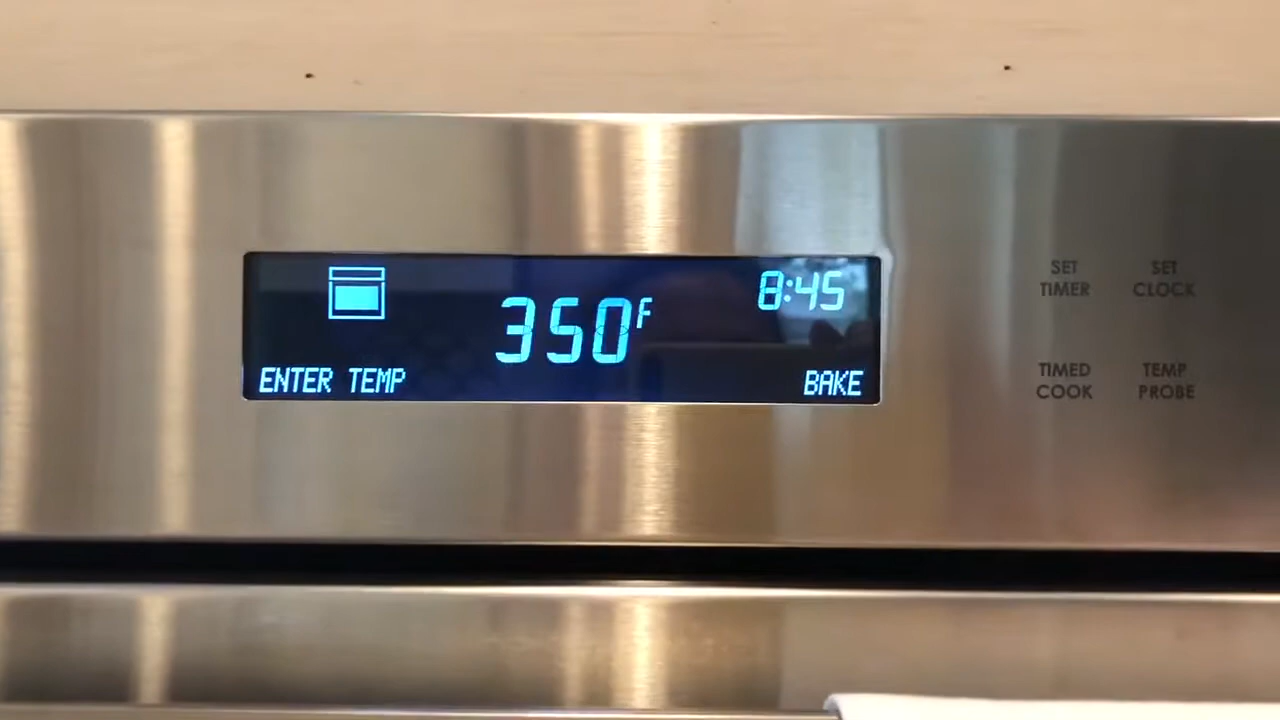 8:45
350F
ENTER TEMP
BAKE
SET
TIMER
SET
CLOCK
TIMED
COOK
TEMP
PROBE